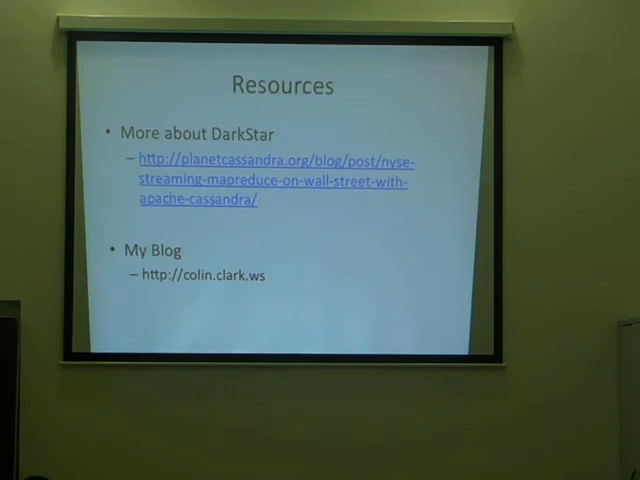 Resources
• More about DarkStar
– http://planetcassandra.org/blog/post/nyse-
streaming-mapreduce-on-wall-street-with-
apache-cassandra/
• My Blog
– http://colin.clark.ws